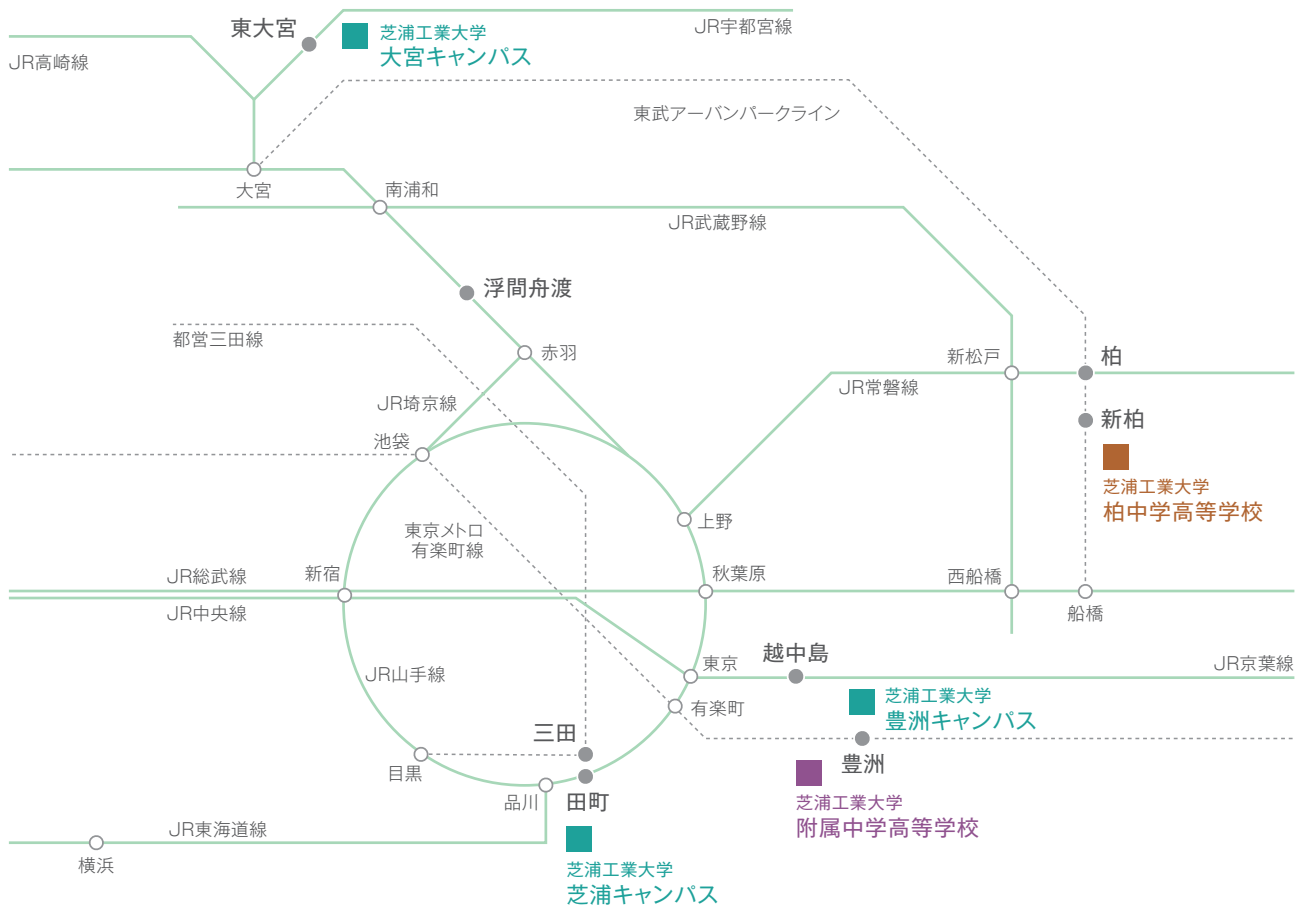 東大宮
芝浦工業大学
大宮キャンパス
JR宇都宮線
JR高崎線
東武アーバンパークライン
大宮
南浦和
JR武蔵野線
浮間舟渡
都営三田線
赤羽
新松戸
柏
JR埼京線
JR常磐線
池袋
新柏
芝浦工業大学
柏中学高等学校
上野
東京メトロ
有楽町線
JR総武線
新宿
秋葉原
西船橋
船橋
JR中央線
JR山手線
東京
越中島
JR京葉線
有楽町
芝浦工業大学
豊洲キャンパス
三田
豊洲
目黒
品川
田町
芝浦工業大学
附属中学高等学校
JR東海道線
横浜
芝浦工業大学
芝浦キャンパス